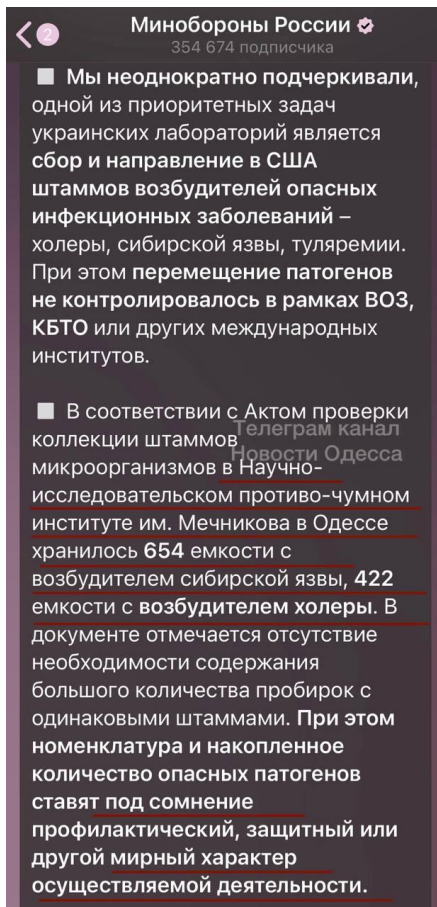 2
Минобороны России
354 674 подписчика
Мы неоднократно подчеркивали,
одной из приоритетных задач
украинских лабораторий является
сбор и направление в США
штаммов возбудителей опасных
инфекционных заболеваний –
холеры, сибирской язвы, туляремии.
При этом перемещение патогенов
не контролировалось в рамках ВОЗ,
КБТО или других международных
институтов.
В соответствии с Актом проверки
Телеграм канал
коллекции штаммов
Новости Одесса
микроорганизмов в Научно-
исследовательском противо-чумном
институте им. Мечникова в Одессе
хранилось 654 емкости с
возбудителем сибирской язвы, 422
емкости с возбудителем холеры. В
документе отмечается отсутствие
необходимости содержания
большого количества пробирок с
одинаковыми штаммами. При этом
номенклатура и накопленное
количество опасных патогенов
ставят под сомнение
профилактический, защитный или
другой мирный характер
осуществляемой деятельности.